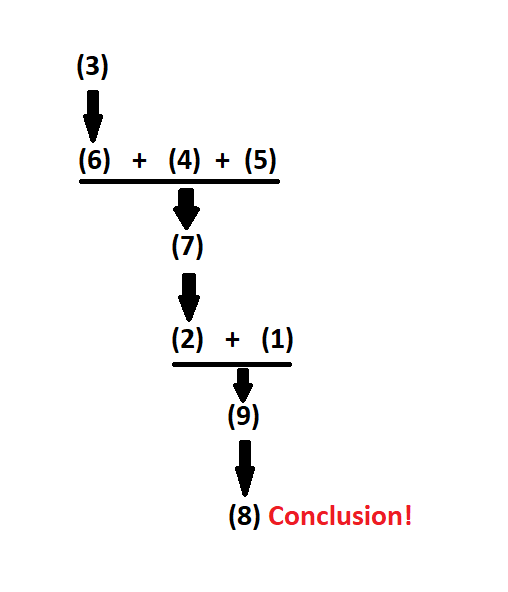 (3)
(6) + (4) + (5)
(7)
(2) + (1)
(9)
(8) Conclusion!